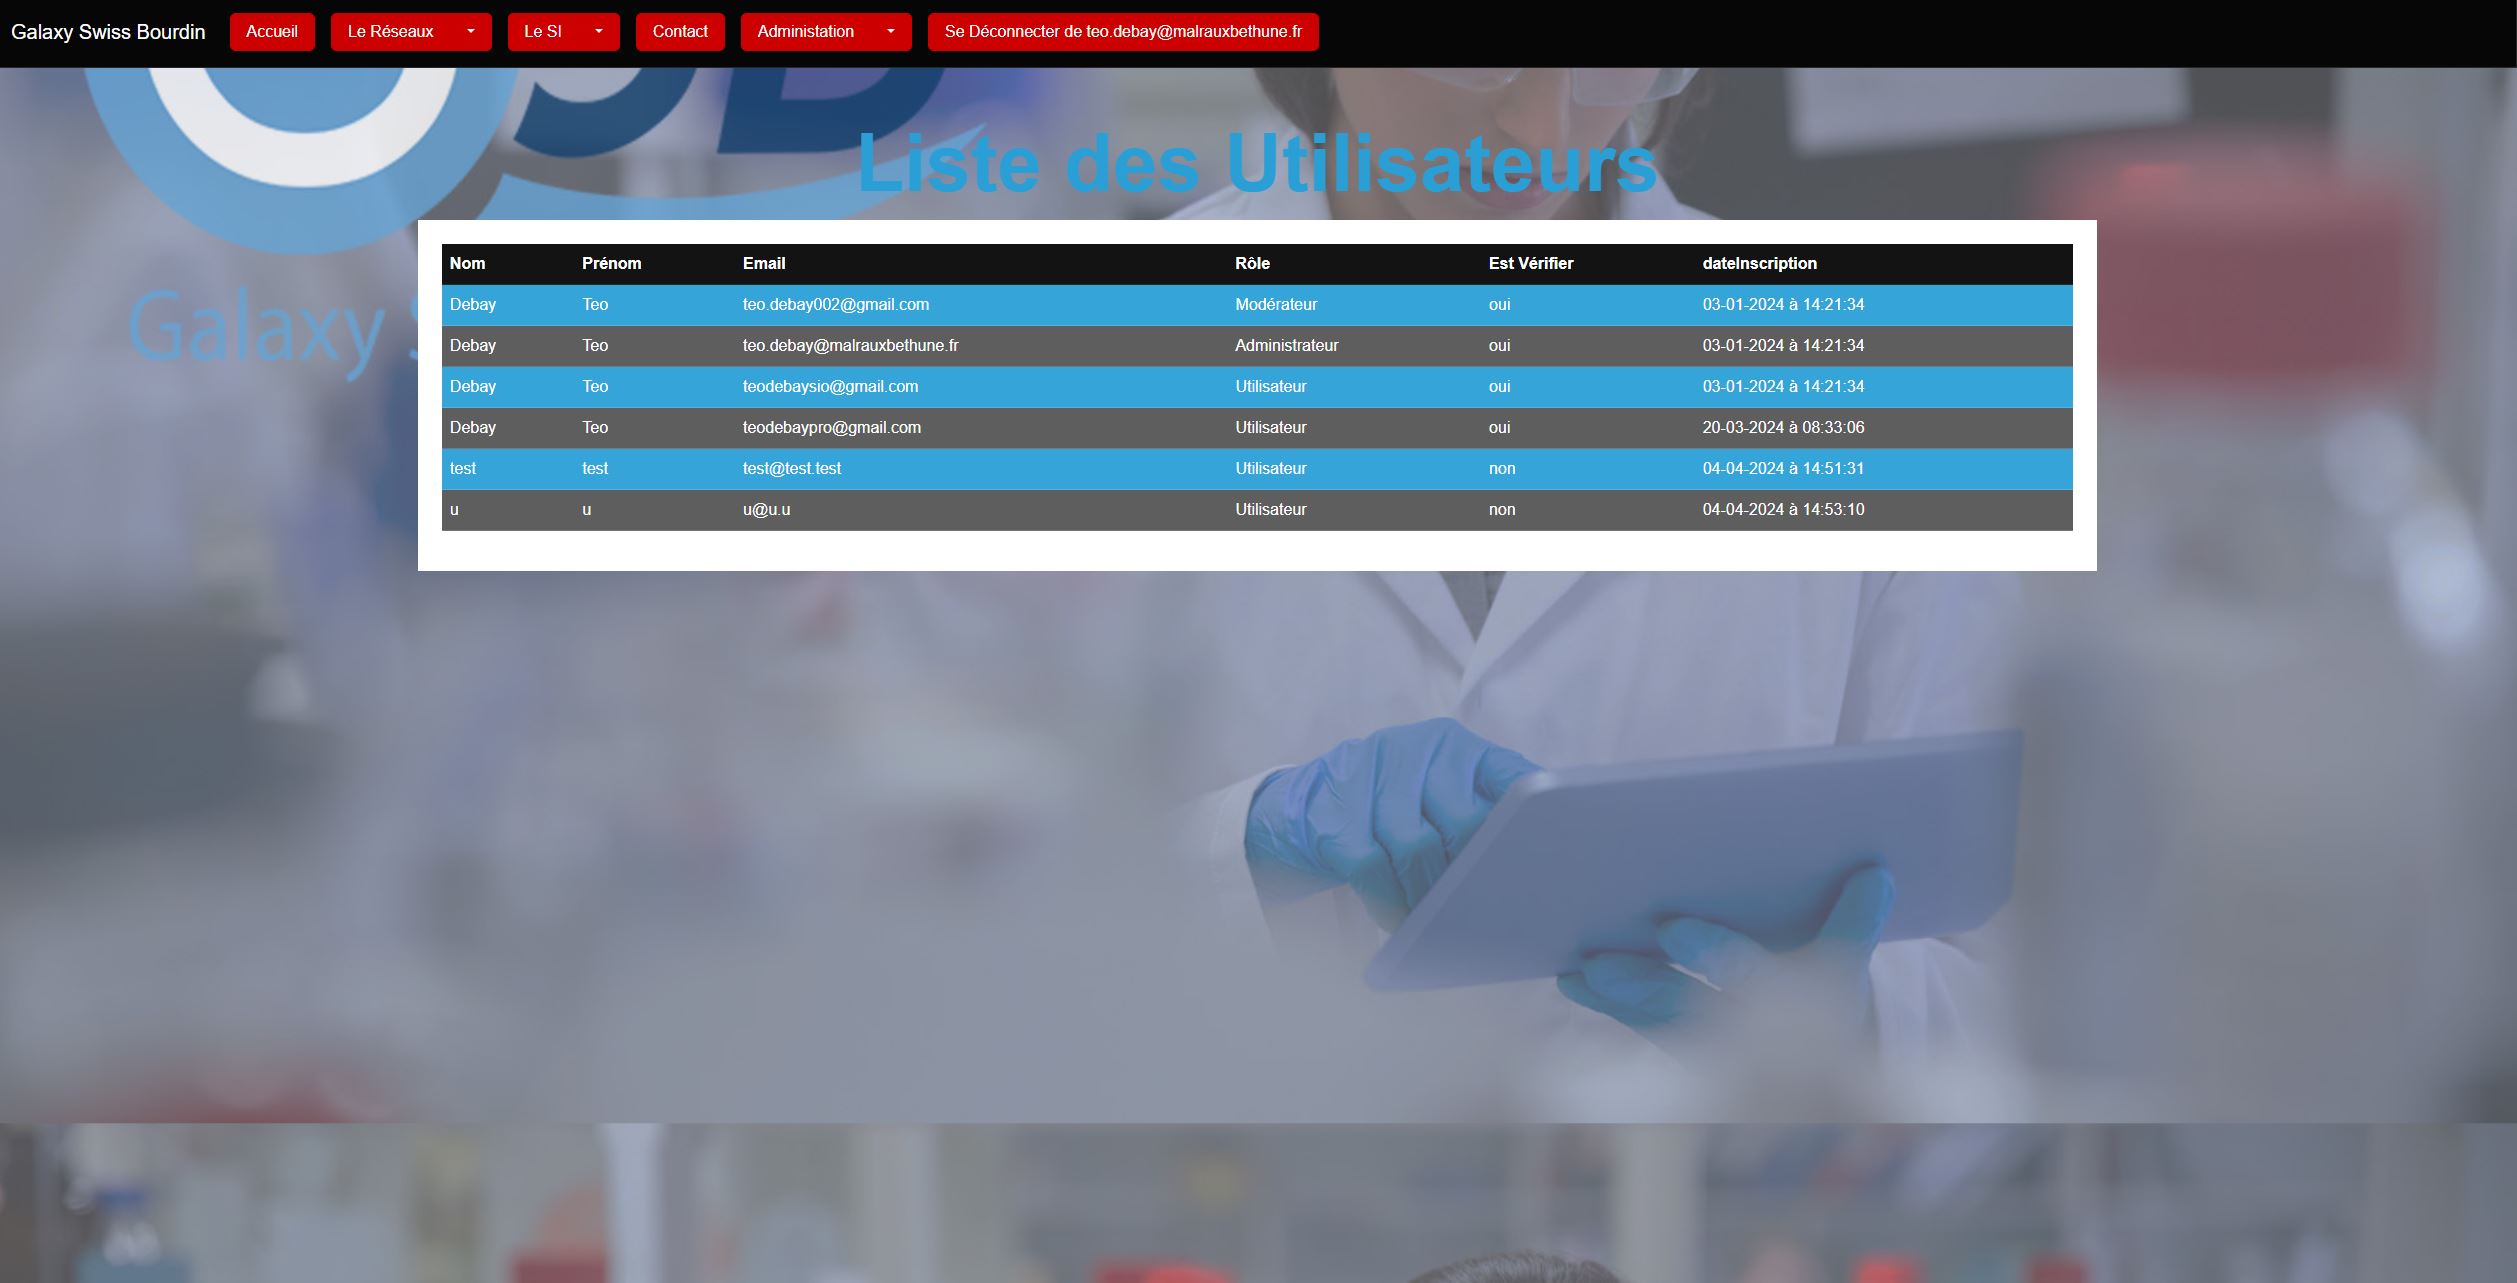 Galaxy Swiss Bourdin Accueil Le Réseaux Le SI Contact Administation Se Déconnecter de teo.debay@malrauxbethune.fr
Liste des Utilisateurs
Galaxy
Nom Prénom Email Rôle Est Vérifier dateInscription
Debay Teo teo.debay002@gmail.com Modérateur oui 03-01-2024 à 14:21:34
Debay Teo teo.debay@malrauxbethune.fr Administrateur oui 03-01-2024 à 14:21:34
Debay Teo teodebaysio@gmail.com Utilisateur oui 03-01-2024 à 14:21:34
Debay Teo teodebaypro@gmail.com Utilisateur oui 20-03-2024 à 08:33:06
test test test@test.test Utilisateur non 04-04-2024 à 14:51:31
u u u@u.u Utilisateur non 04-04-2024 à 14:53:10